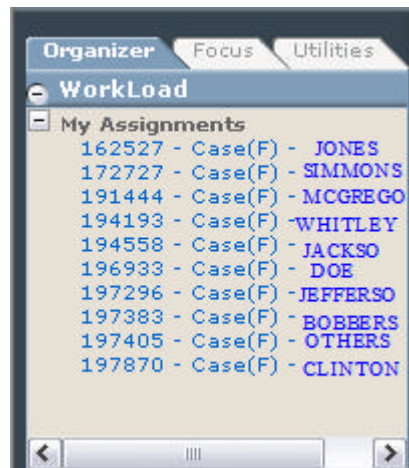 Organizer Focus Utilities
WorkLoad
My Assignments
162527 - Case(F) - JONES
172727 - Case(F) - SIMMONS
191444 - Case(F) - MCGREGO
194193 - Case(F) -WHITLEY
194558 - Case(F) - JACKSO
196933 - Case(F) - DOE
197296 - Case(F) -JEFFERSO
197383 - Case(F) - BOBBERS
197405 - Case(F) - OTHERS
197870 - Case(F) - CLINTON